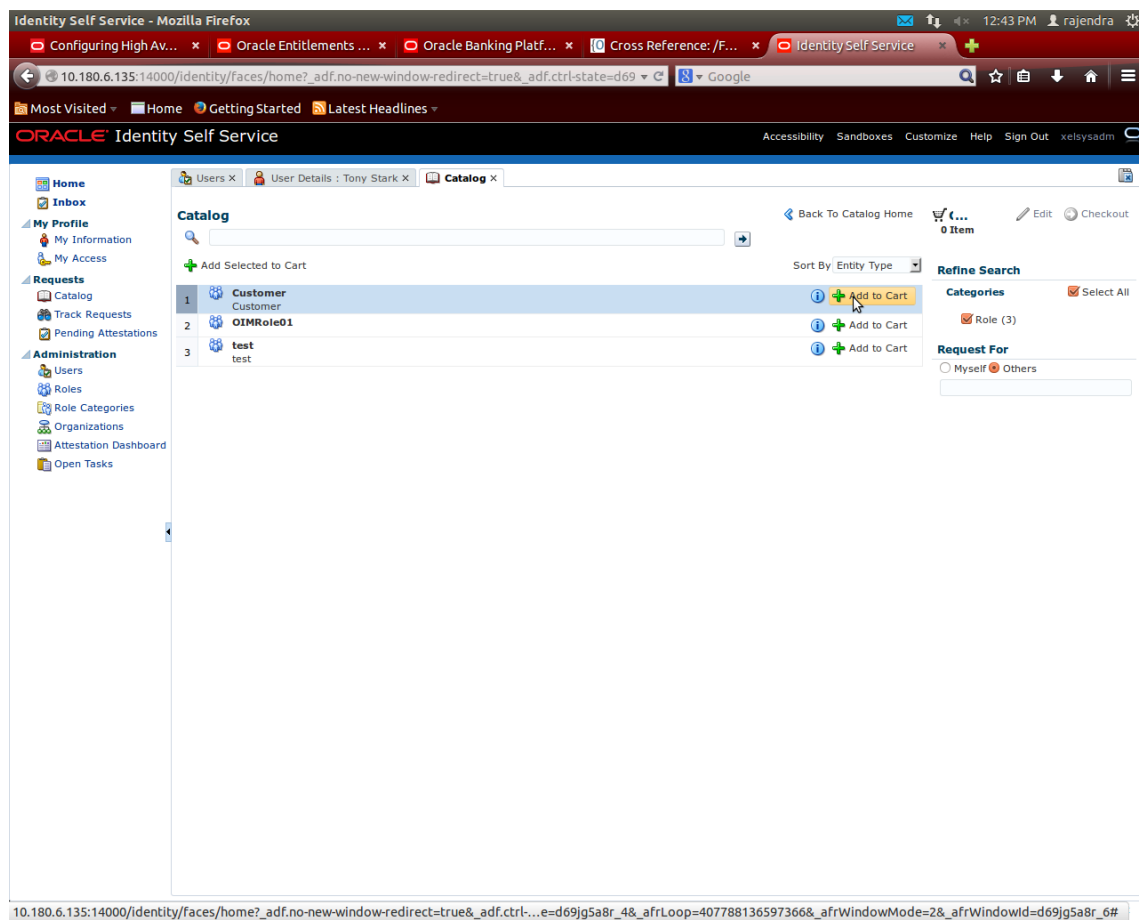 Identity Self Service - Mozilla Firefox
12:43 PM rajendra
Configuring High Av... × Oracle Entitlements ... × Oracle Banking Platf... × Cross Reference: /F... × Identity Self Service ×
10.180.6.135:14000/identity/faces/home?_adf.no-new-window-redirect=true&_adf.ctrl-state=d69 Google
Most Visited Home Getting Started Latest Headlines
ORACLE Identity Self Service Accessibility Sandboxes Customize Help Sign Out xelsysadm
Home
Inbox
My Profile
My Information
My Access
Requests
Catalog
Track Requests
Pending Attestations
Administration
Users
Roles
Role Categories
Organizations
Attestation Dashboard
Open Tasks
Users × User Details : Tony Stark × Catalog ×
Catalog
Back To Catalog Home
(... Edit Checkout
0 Item
Add Selected to Cart Sort By Entity Type
1 Customer Add to Cart
Customer
2 OIMRole01 Add to Cart
3 test Add to Cart
test
Refine Search
Categories Select All
Role (3)
Request For
Myself Others
10.180.6.135:14000/identity/faces/home?_adf.no-new-window-redirect=true&_adf.ctrl-...e=d69jg5a8r_4&_afrLoop=407788136597366&_afrWindowMode=2&_afrWindowId=d69jg5a8r_6#